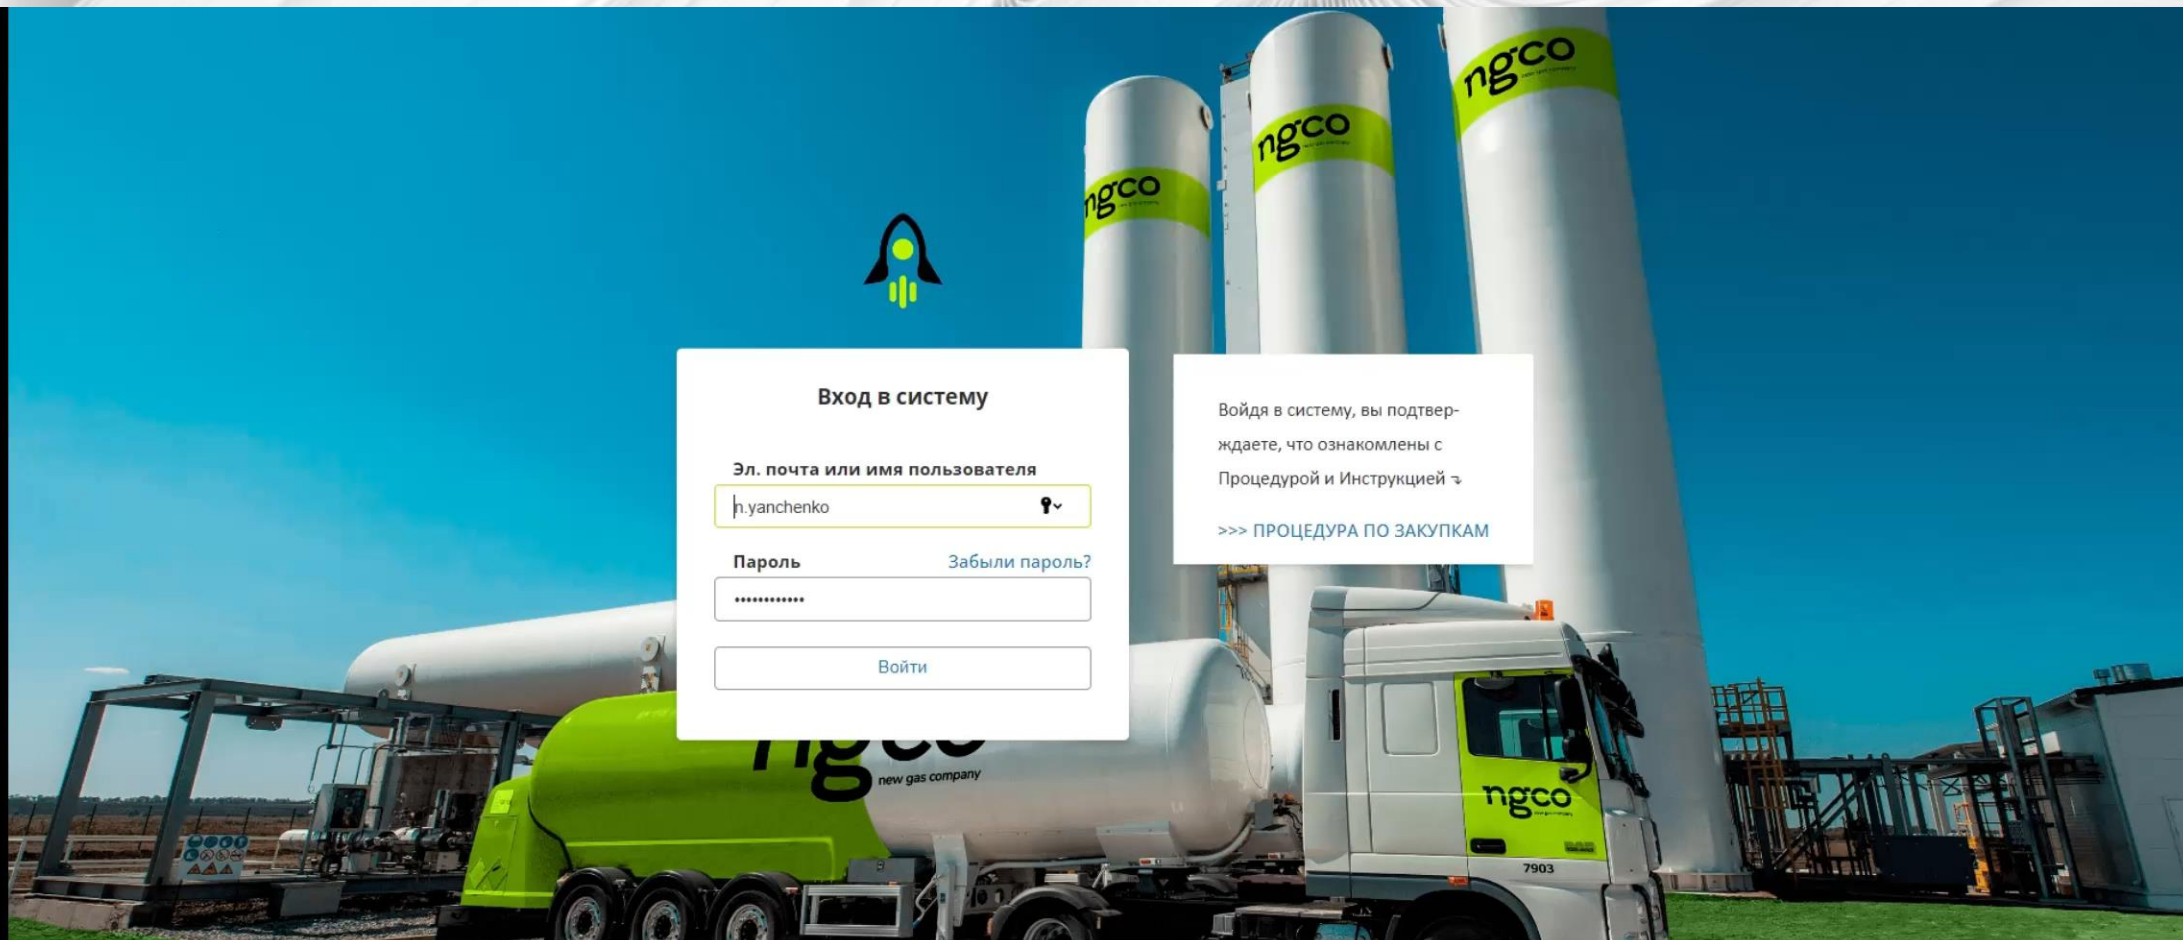 ngco
ngco
ngco
Вход в систему
Эл. почта или имя пользователя
n.yanchenko
Пароль
Забыли пароль?
••••••••••••
Войти
Войдя в систему, вы подтвер-
ждаете, что ознакомлены с
Процедурой и Инструкцией ⤵
>>> ПРОЦЕДУРА ПО ЗАКУПКАМ
ngco
new gas company
ngco
7903